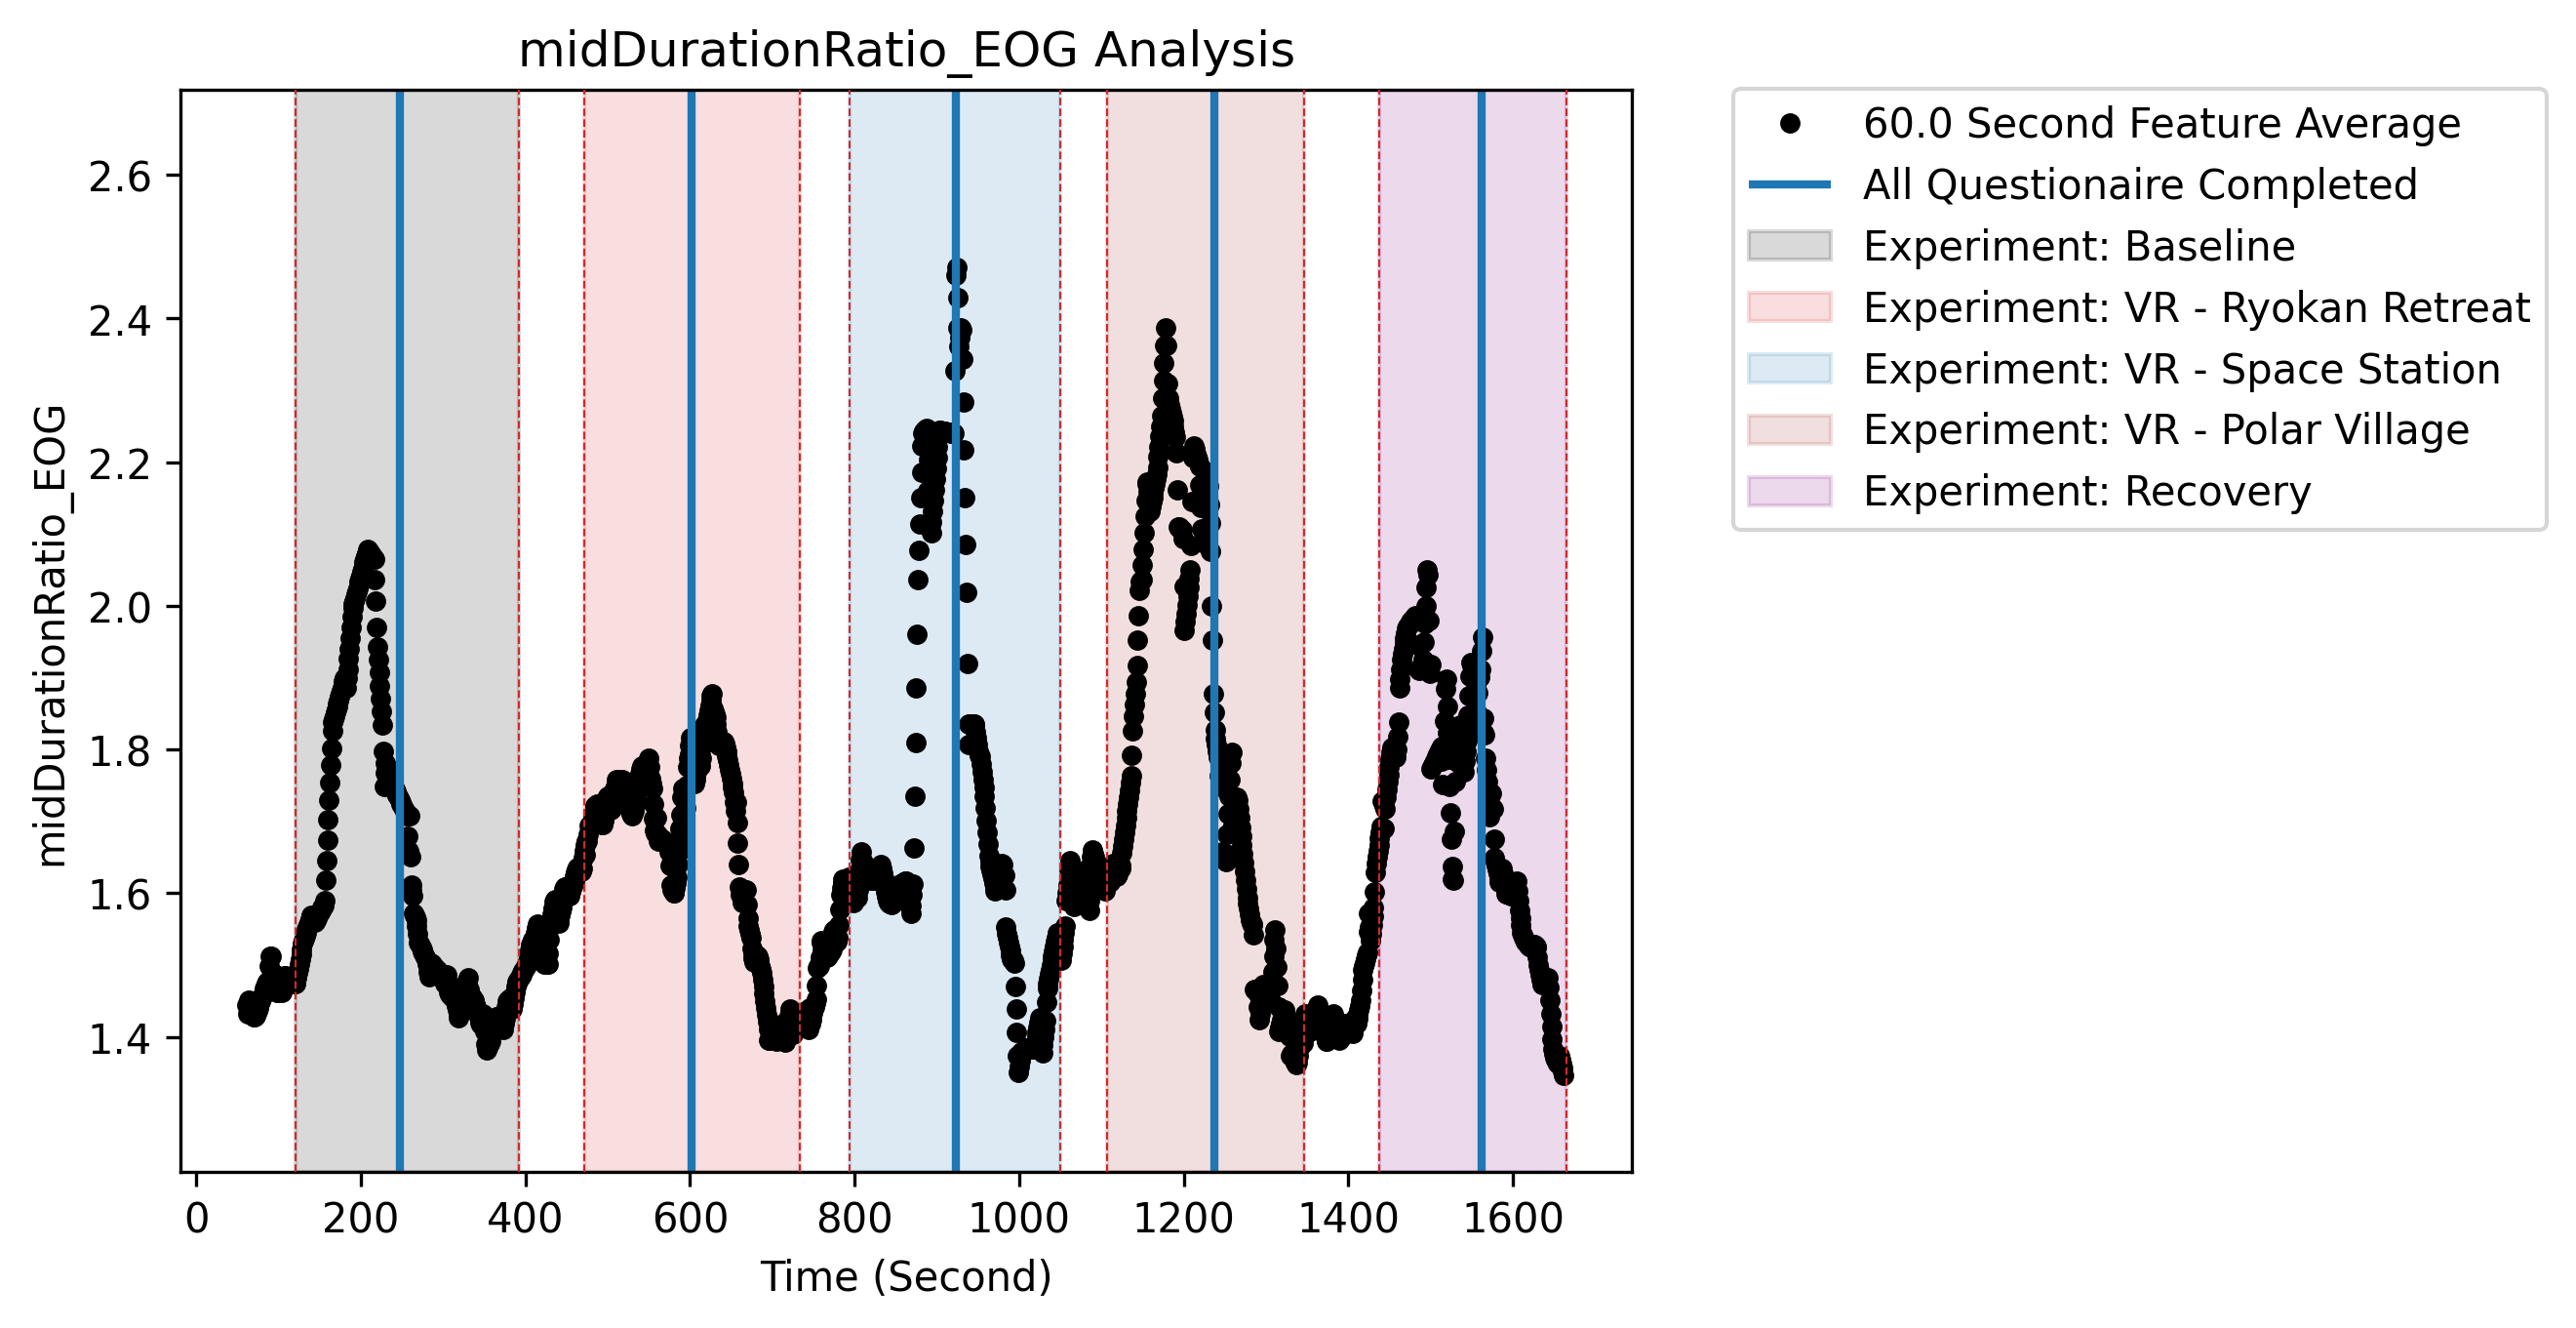 midDurationRatio_EOG Analysis
midDurationRatio_EOG
2.6
2.4
2.2
2.0
1.8
1.6
1.4
0 200 400 600 800 1000 1200 1400 1600
Time (Second)
60.0 Second Feature Average
All Questionaire Completed
Experiment: Baseline
Experiment: VR - Ryokan Retreat
Experiment: VR - Space Station
Experiment: VR - Polar Village
Experiment: Recovery